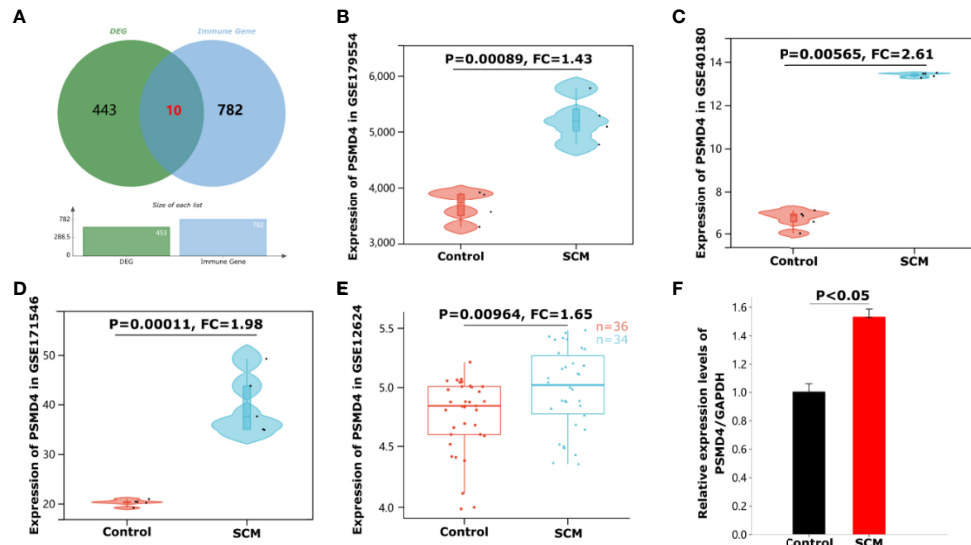 A
DEG
Immune Gene
443
10
782
Size of each list
782
288.5
0
453
782
DEG
Immune Gene
B
P=0.00089, FC=1.43
Expression of PSMD4 in GSE17954
6,000
5,000
4,000
3,000
Control
SCM
C
P=0.00565, FC=2.61
Expression of PSMD4 in GSE40180
14
12
10
8
6
Control
SCM
D
P=0.00011, FC=1.98
Expression of PSMD4 in GSE171546
50
40
30
20
Control
SCM
E
P=0.00964, FC=1.65
n=36
n=34
Expression of PSMD4 in GSE12624
5.5
5.0
4.5
4.0
Control
SCM
F
P<0.05
Relative expression levels of
PSMD4/GAPDH
1.6
1.4
1.2
1.0
0.8
0.6
0.4
0.2
0.0
Control
SCM